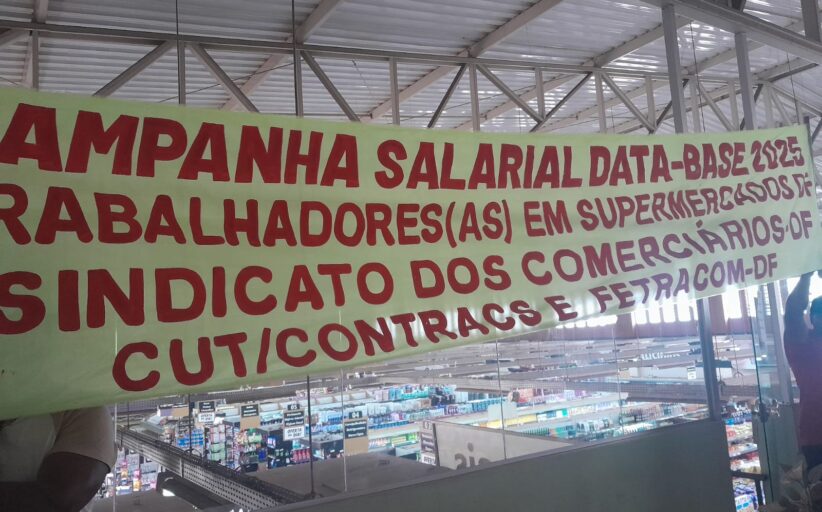 AMPANHA SALARIAL DATA-BASE 2025
RABALHADORES(AS) EM SUPERMERCADOS DF
SINDICATO DOS COMERCIÁRIOS-DF
CUT/CONTRACS E FETRACOM-DF